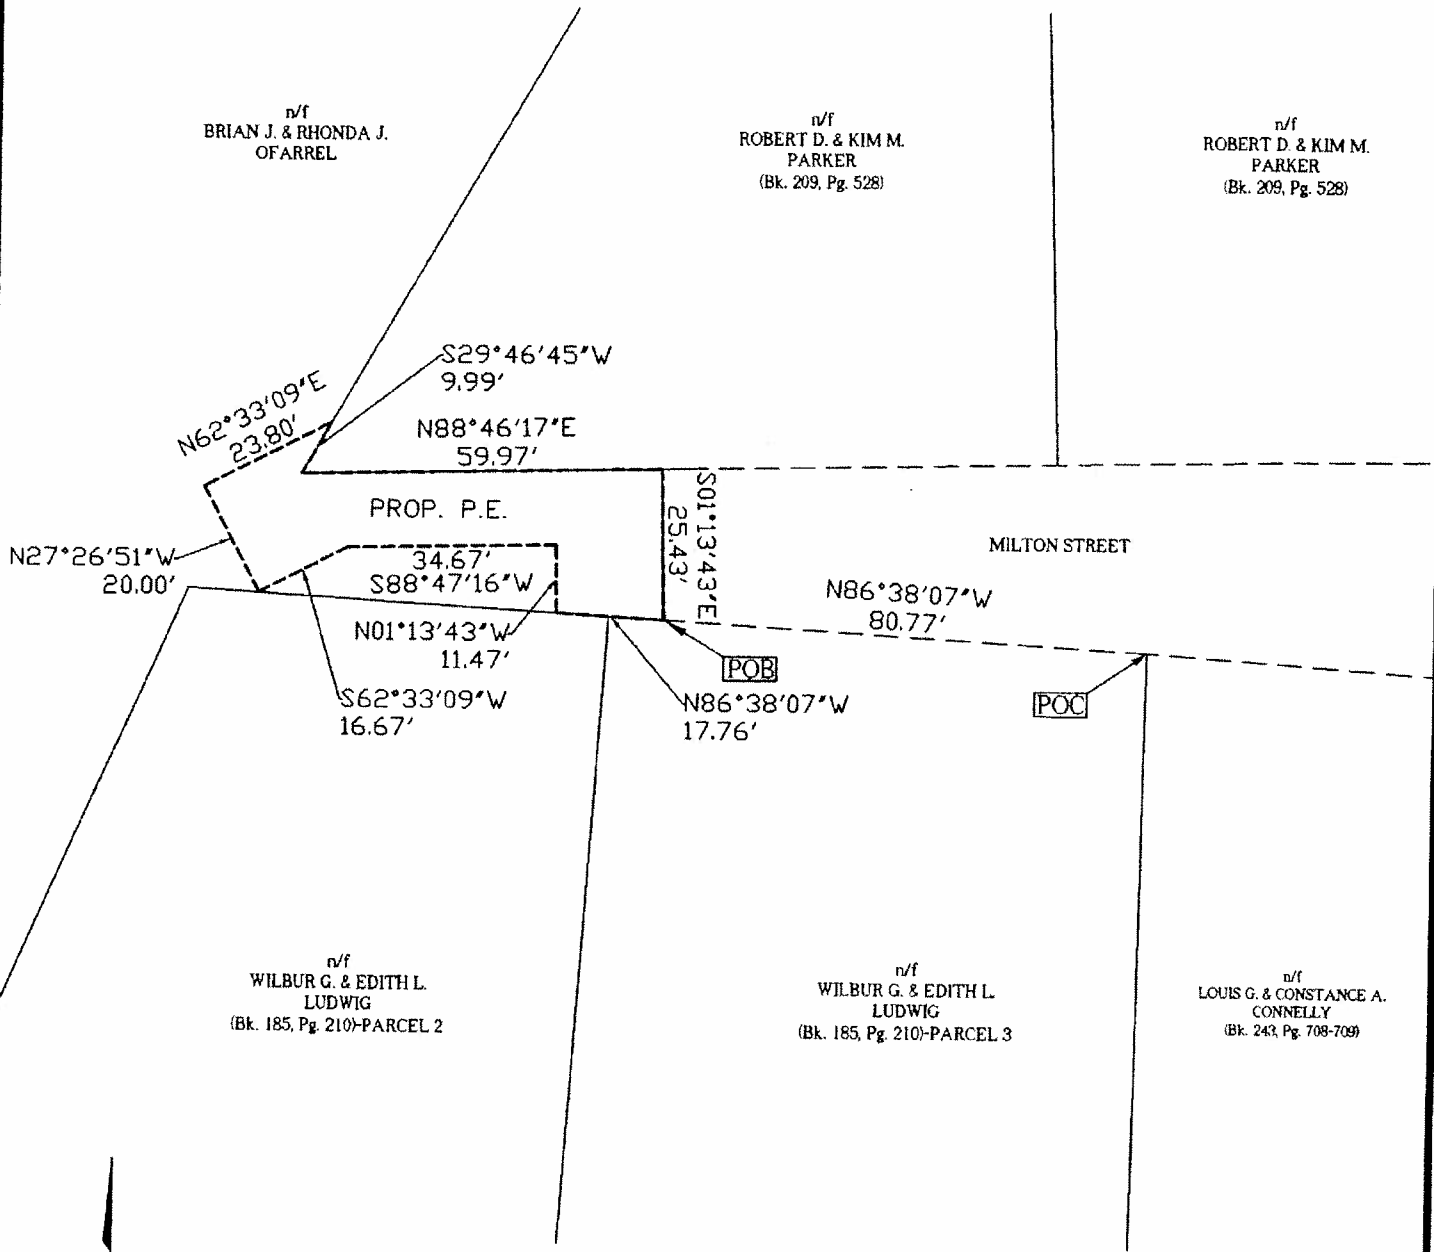 n/f
BRIAN J. & RHONDA J.
OFARREL
n/f
ROBERT D. & KIM M.
PARKER
(Bk. 209, Pg. 528)
n/f
ROBERT D. & KIM M.
PARKER
(Bk. 209, Pg. 528)
S29°46'45"W
9.99'
N62°33'09"E
23.80'
N88°46'17"E
59.97'
PROP. P.E.
S01°13'43"E
25.43'
MILTON STREET
N27°26'51"W
20.00'
34.67'
S88°47'16"W
N86°38'07"W
80.77'
N01°13'43"W
11.47'
POB
S62°33'09"W
16.67'
N86°38'07"W
17.76'
POC
n/f
WILBUR G. & EDITH L.
LUDWIG
(Bk. 185, Pg. 210)-PARCEL 2
n/f
WILBUR G. & EDITH L.
LUDWIG
(Bk. 185, Pg. 210)-PARCEL 3
n/f
LOUIS G. & CONSTANCE A.
CONNELLY
(Bk. 243, Pg. 708-709)